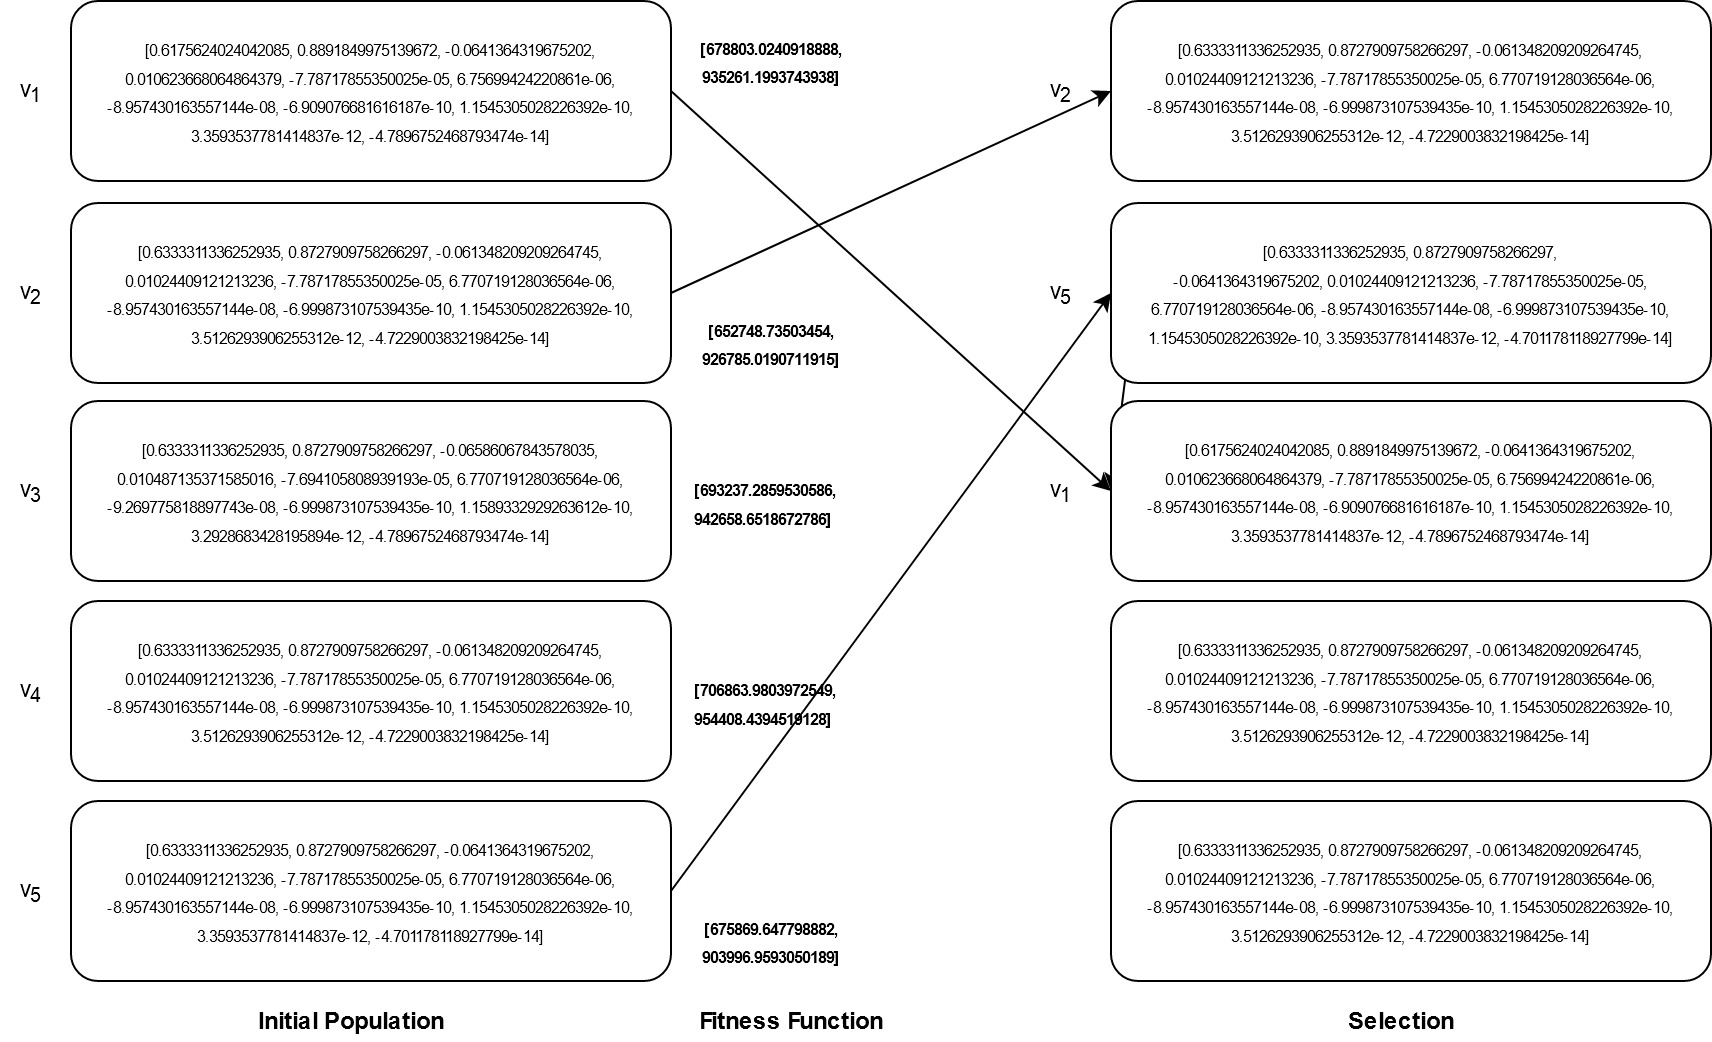 v1
[0.6175624024042085, 0.8891849975139672, -0.0641364319675202,
0.010623668064864379, -7.78717855350025e-05, 6.75699424220861e-06,
-8.957430163557144e-08, -6.909076681616187e-10, 1.1545305028226392e-10,
3.3593537781414837e-12, -4.7896752468793474e-14]
v2
[0.6333311336252935, 0.8727909758266297, -0.061348209209264745,
0.01024409121213236, -7.78717855350025e-05, 6.770719128036564e-06,
-8.957430163557144e-08, -6.999873107539435e-10, 1.1545305028226392e-10,
3.5126293906255312e-12, -4.7229003832198425e-14]
v3
[0.6333311336252935, 0.8727909758266297, -0.06586067843578035,
0.010487135371585016, -7.694105808939193e-05, 6.770719128036564e-06,
-9.269775818897743e-08, -6.999873107539435e-10, 1.1589332929263612e-10,
3.2928683428195894e-12, -4.7896752468793474e-14]
v4
[0.6333311336252935, 0.8727909758266297, -0.061348209209264745,
0.01024409121213236, -7.78717855350025e-05, 6.770719128036564e-06,
-8.957430163557144e-08, -6.999873107539435e-10, 1.1545305028226392e-10,
3.5126293906255312e-12, -4.7229003832198425e-14]
v5
[0.6333311336252935, 0.8727909758266297, -0.0641364319675202,
0.01024409121213236, -7.78717855350025e-05, 6.770719128036564e-06,
-8.957430163557144e-08, -6.999873107539435e-10, 1.1545305028226392e-10,
3.3593537781414837e-12, -4.701178118927799e-14]
Initial Population
[678803.0240918888,
935261.1993743938]
[652748.73503454,
926785.0190711915]
[693237.2859530586,
942658.6518672786]
[706863.9803972549,
954408.4394519128]
[675869.647798882,
903996.9593050189]
Fitness Function
v2
[0.6333311336252935, 0.8727909758266297, -0.061348209209264745,
0.01024409121213236, -7.78717855350025e-05, 6.770719128036564e-06,
-8.957430163557144e-08, -6.999873107539435e-10, 1.1545305028226392e-10,
3.5126293906255312e-12, -4.7229003832198425e-14]
v5
[0.6333311336252935, 0.8727909758266297,
-0.0641364319675202, 0.01024409121213236, -7.78717855350025e-05,
6.770719128036564e-06, -8.957430163557144e-08, -6.999873107539435e-10,
1.1545305028226392e-10, 3.3593537781414837e-12, -4.701178118927799e-14]
v1
[0.6175624024042085, 0.8891849975139672, -0.0641364319675202,
0.010623668064864379, -7.78717855350025e-05, 6.75699424220861e-06,
-8.957430163557144e-08, -6.909076681616187e-10, 1.1545305028226392e-10,
3.3593537781414837e-12, -4.7896752468793474e-14]
[0.6333311336252935, 0.8727909758266297, -0.061348209209264745,
0.01024409121213236, -7.78717855350025e-05, 6.770719128036564e-06,
-8.957430163557144e-08, -6.999873107539435e-10, 1.1545305028226392e-10,
3.5126293906255312e-12, -4.7229003832198425e-14]
[0.6333311336252935, 0.8727909758266297, -0.061348209209264745,
0.01024409121213236, -7.78717855350025e-05, 6.770719128036564e-06,
-8.957430163557144e-08, -6.999873107539435e-10, 1.1545305028226392e-10,
3.5126293906255312e-12, -4.7229003832198425e-14]
Selection